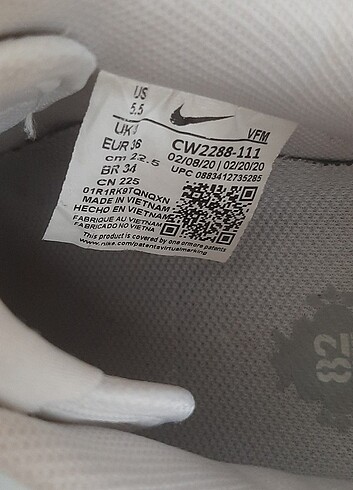 US
5.5
UK
VFM
EUR 36
CW2288-111
cm 22.5
02/08/20 | 02/20/20
BR 34
UPC 0883412735285
CN 225
01R1RK9TQNQXN
MADE IN VIETNAM
HECHO EN VIETNAM
FABRIQUE AU VIETNAM
FABRICADO NO VIETNA
This product is covered by one or more patents
www.nike.com/patentsvirtualmarking
82